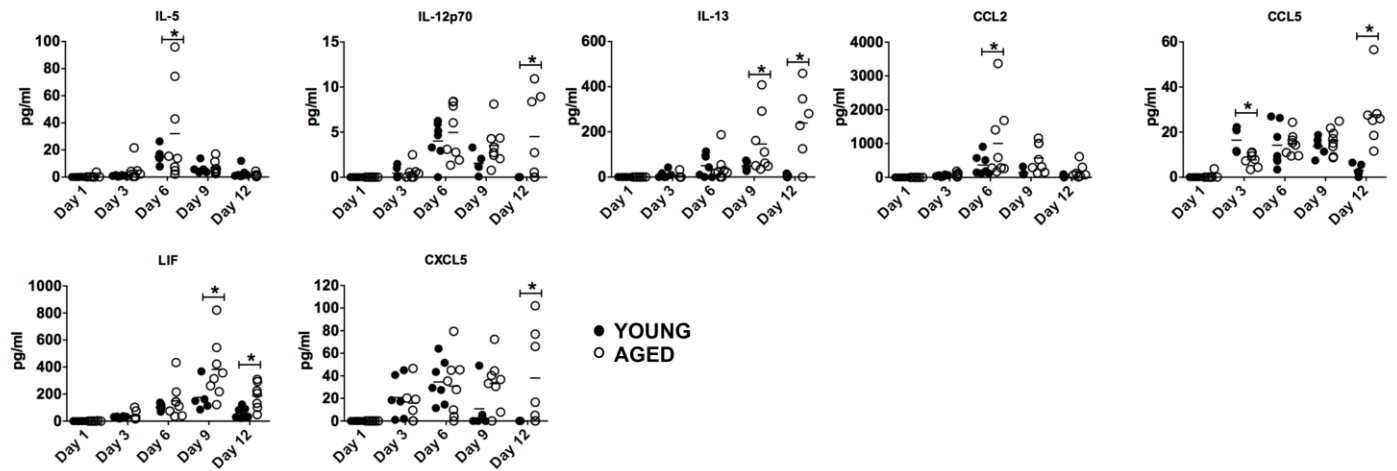 IL-5
100
80
60
40
20
0
pg/ml
*
Day 1
Day 3
Day 6
Day 9
Day 12
IL-12p70
15
10
5
0
pg/ml
*
Day 1
Day 3
Day 6
Day 9
Day 12
IL-13
600
400
200
0
pg/ml
*
*
Day 1
Day 3
Day 6
Day 9
Day 12
CCL2
4000
3000
2000
1000
0
pg/ml
*
Day 1
Day 3
Day 6
Day 9
Day 12
CCL5
60
40
20
0
pg/ml
*
*
Day 1
Day 3
Day 6
Day 9
Day 12
LIF
1000
800
600
400
200
0
pg/ml
*
*
Day 1
Day 3
Day 6
Day 9
Day 12
CXCL5
120
100
80
60
40
20
0
pg/ml
*
Day 1
Day 3
Day 6
Day 9
Day 12
YOUNG
AGED